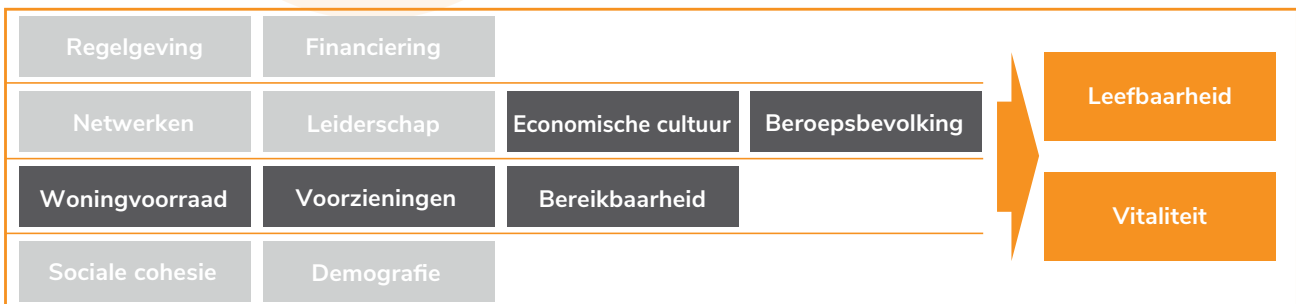 Regelgeving
Financiering
Netwerken
Leiderschap
Economische cultuur
Beroepsbevolking
Woningvoorraad
Voorzieningen
Bereikbaarheid
Sociale cohesie
Demografie
Leefbaarheid
Vitaliteit